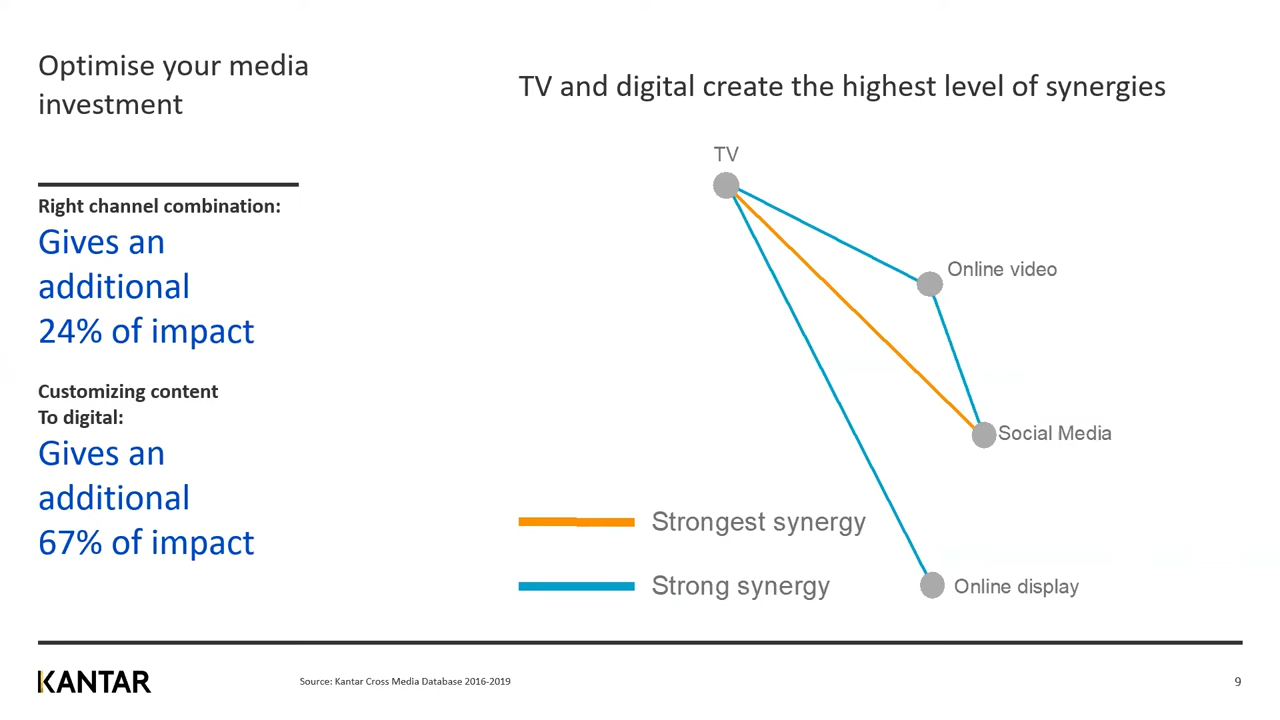 Optimise your media
investment
Right channel combination:
Gives an
additional
24% of impact
Customizing content
To digital:
Gives an
additional
67% of impact
TV and digital create the highest level of synergies
TV
Online video
Social Media
Online display
Strongest synergy
Strong synergy
KANTAR
Source: Kantar Cross Media Database 2016-2019
9